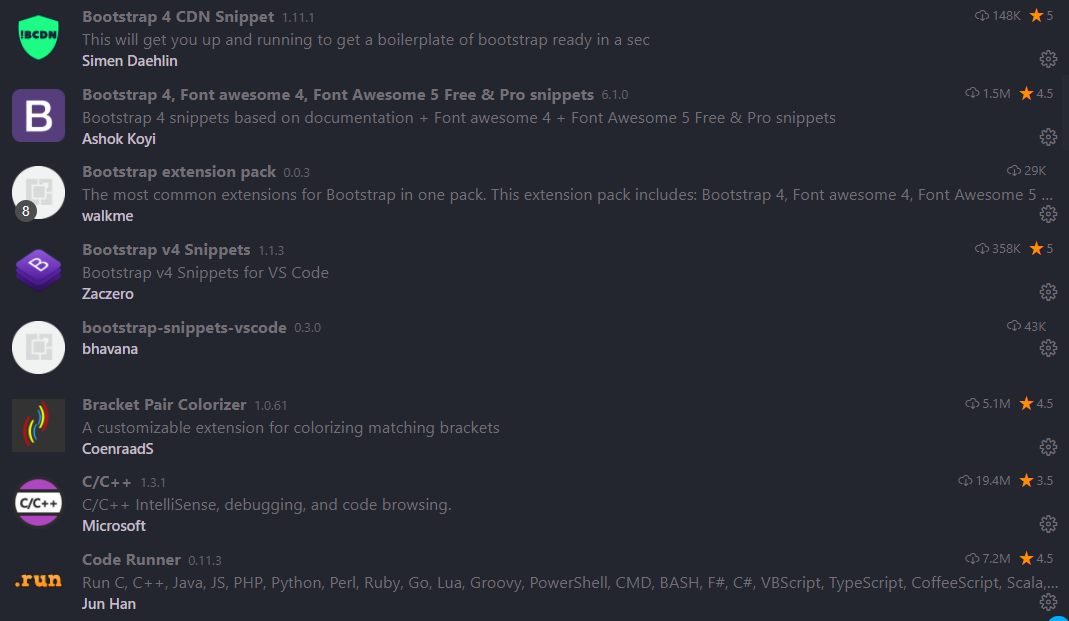 !BCDN
Bootstrap 4 CDN Snippet 1.11.1 148K 5
This will get you up and running to get a boilerplate of bootstrap ready in a sec
Simen Daehlin
B
Bootstrap 4, Font awesome 4, Font Awesome 5 Free & Pro snippets 6.1.0 1.5M 4.5
Bootstrap 4 snippets based on documentation + Font awesome 4 + Font Awesome 5 Free & Pro snippets
Ashok Koyi
Bootstrap extension pack 0.0.3 29K
The most common extensions for Bootstrap in one pack. This extension pack includes: Bootstrap 4, Font awesome 4, Font Awesome 5 ...
8
walkme
B
Bootstrap v4 Snippets 1.1.3 358K 5
Bootstrap v4 Snippets for VS Code
Zaczero
bootstrap-snippets-vscode 0.3.0 43K
bhavana
Bracket Pair Colorizer 1.0.61 5.1M 4.5
A customizable extension for colorizing matching brackets
CoenraadS
C/C++ 1.3.1 19.4M 3.5
C/C++
C/C++ IntelliSense, debugging, and code browsing.
Microsoft
Code Runner 0.11.3 7.2M 4.5
.run
Run C, C++, Java, JS, PHP, Python, Perl, Ruby, Go, Lua, Groovy, PowerShell, CMD, BASH, F#, C#, VBScript, TypeScript, CoffeeScript, Scala,...
Jun Han